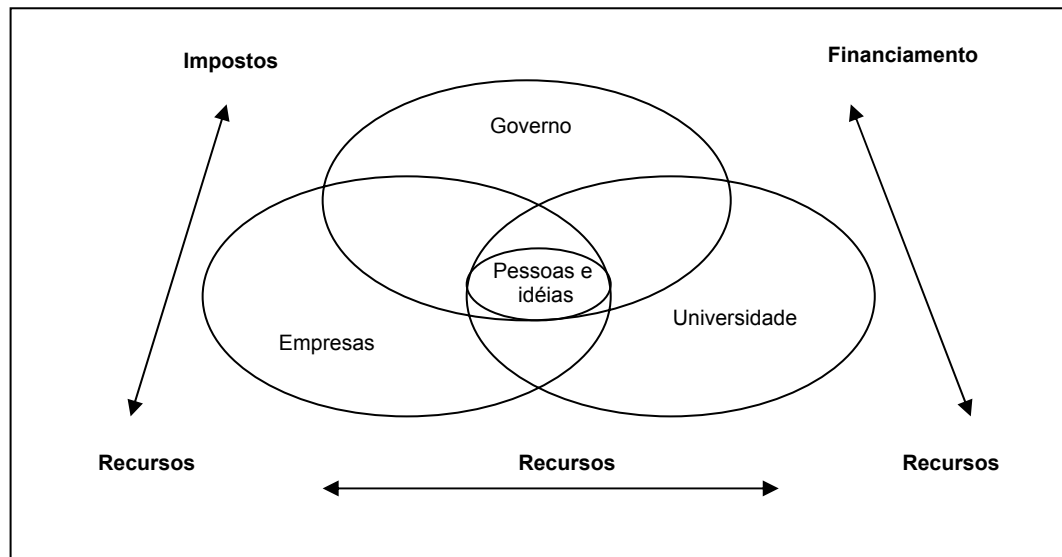 Impostos
Financiamento
Governo
Pessoas e
idéias
Empresas
Universidade
Recursos
Recursos
Recursos